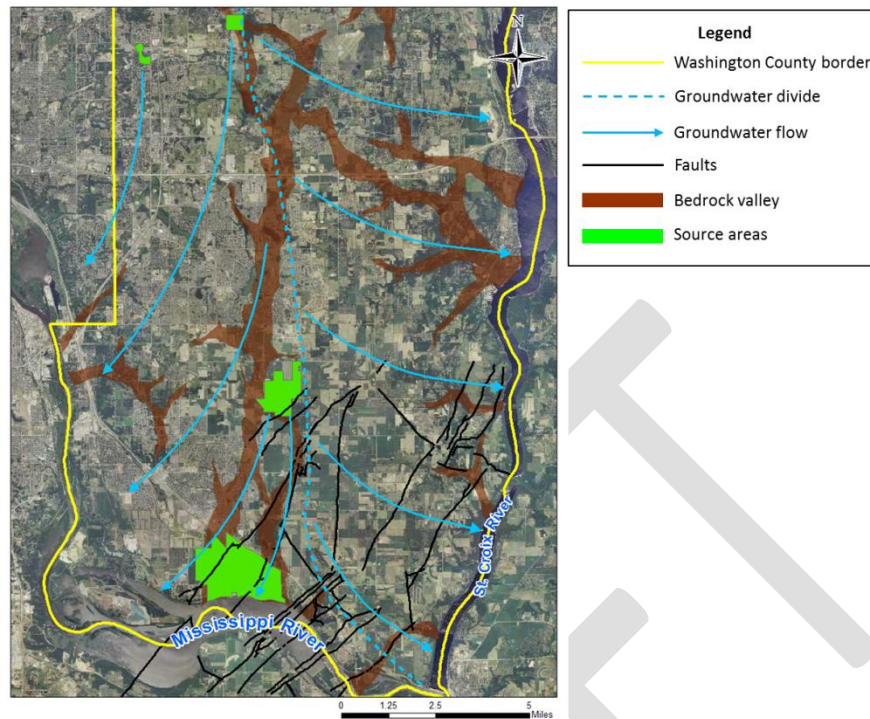 N
Legend
Washington County border
Groundwater divide
Groundwater flow
Faults
Bedrock valley
Source areas
St. Croix River
Mississippi River
0 1.25 2.5 5
Miles